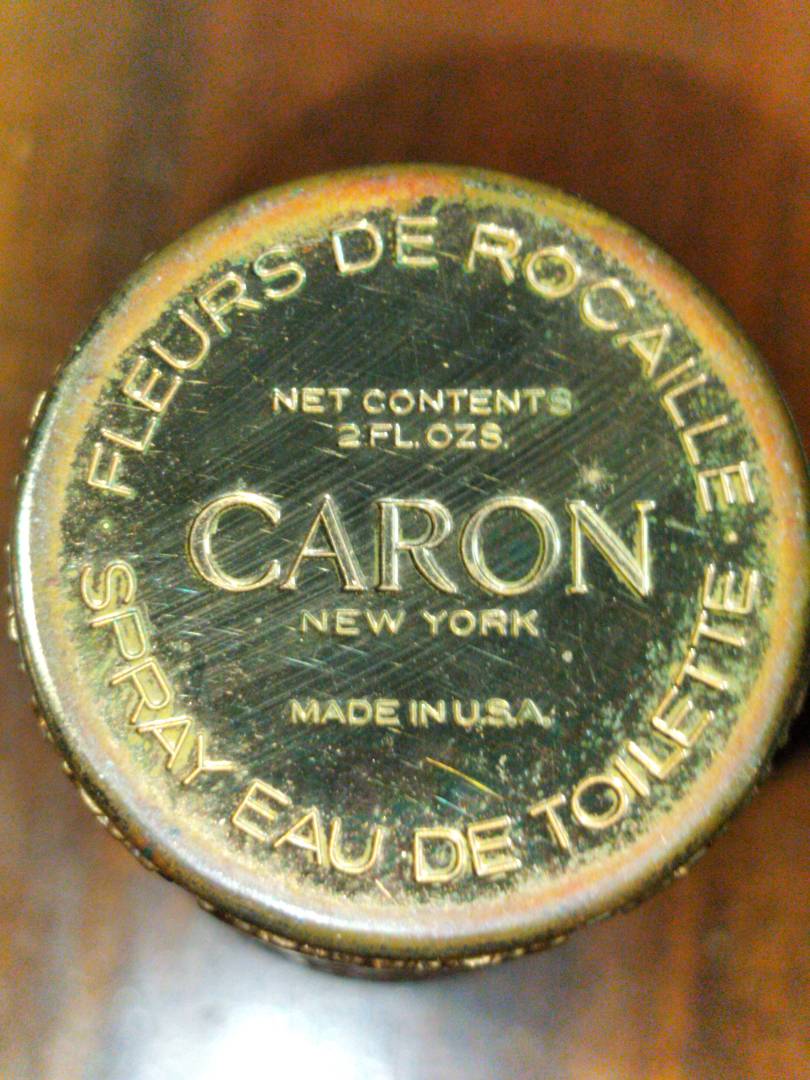 FLEURS DE ROCAILLE
NET CONTENTS
2 FL. OZS.
CARON
NEW YORK
MADE IN U.S.A.
SPRAY EAU DE TOILETTE